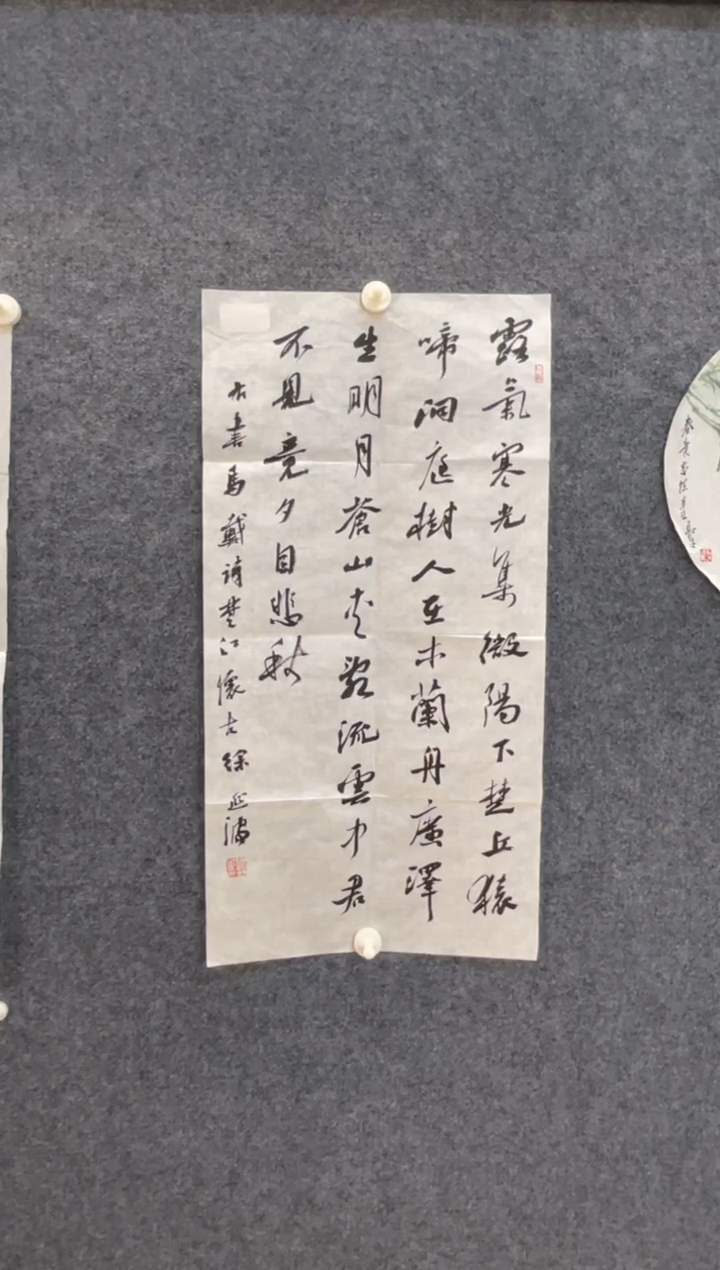 露氣寒光集微陽下楚丘猿
啼洞庭樹人在木蘭舟廣澤
生明月蒼山夾亂流雲中君
不見竟夕自悲秋
右書馬戴詩楚江懷古徐延波